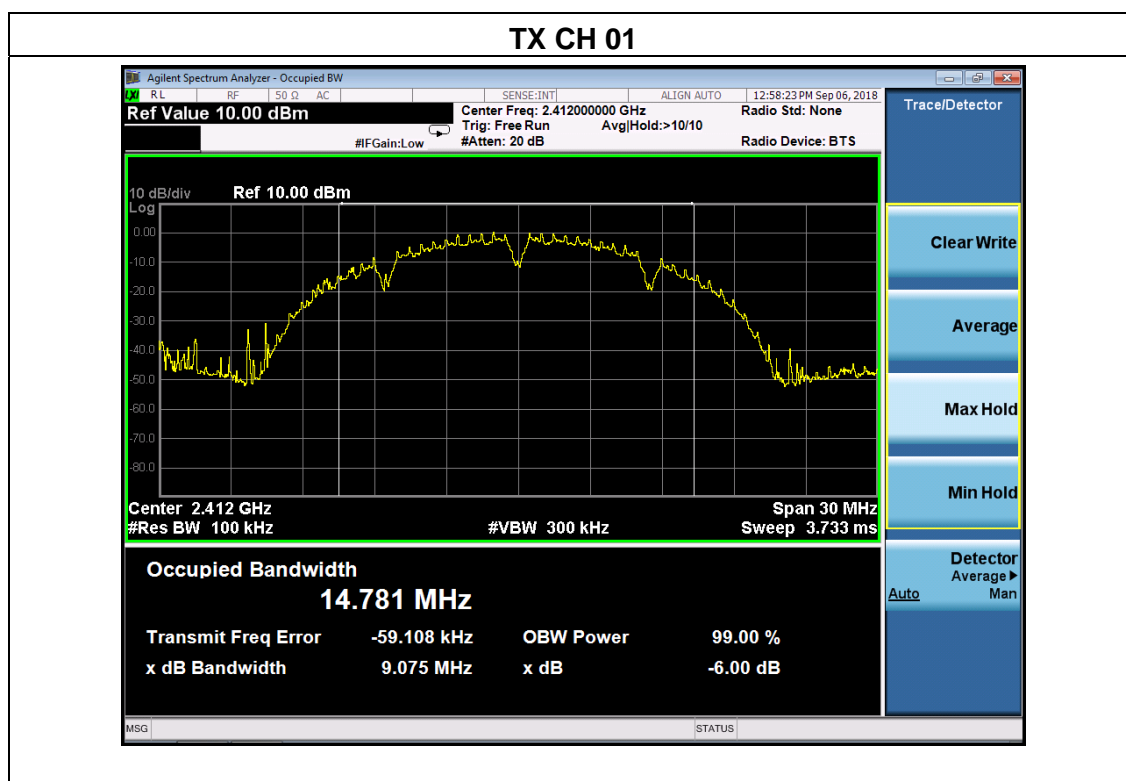 TX CH 01
Agilent Spectrum Analyzer - Occupied BW
LXI RL RF 50 Ω AC SENSE:INT ALIGN AUTO 12:58:23 PM Sep 06, 2018
Ref Value 10.00 dBm
Center Freq: 2.412000000 GHz
Radio Std: None
Trig: Free Run Avg|Hold:>10/10
#IFGain:Low
#Atten: 20 dB
Radio Device: BTS
10 dB/div Ref 10.00 dBm
Log
0.00
-10.0
-20.0
-30.0
-40.0
-50.0
-60.0
-70.0
-80.0
Center 2.412 GHz Span 30 MHz
#Res BW 100 kHz #VBW 300 kHz Sweep 3.733 ms
Occupied Bandwidth
14.781 MHz
Transmit Freq Error -59.108 kHz OBW Power 99.00 %
x dB Bandwidth 9.075 MHz x dB -6.00 dB
MSG STATUS
Trace/Detector
Clear Write
Average
Max Hold
Min Hold
Detector
Average▶
Auto Man